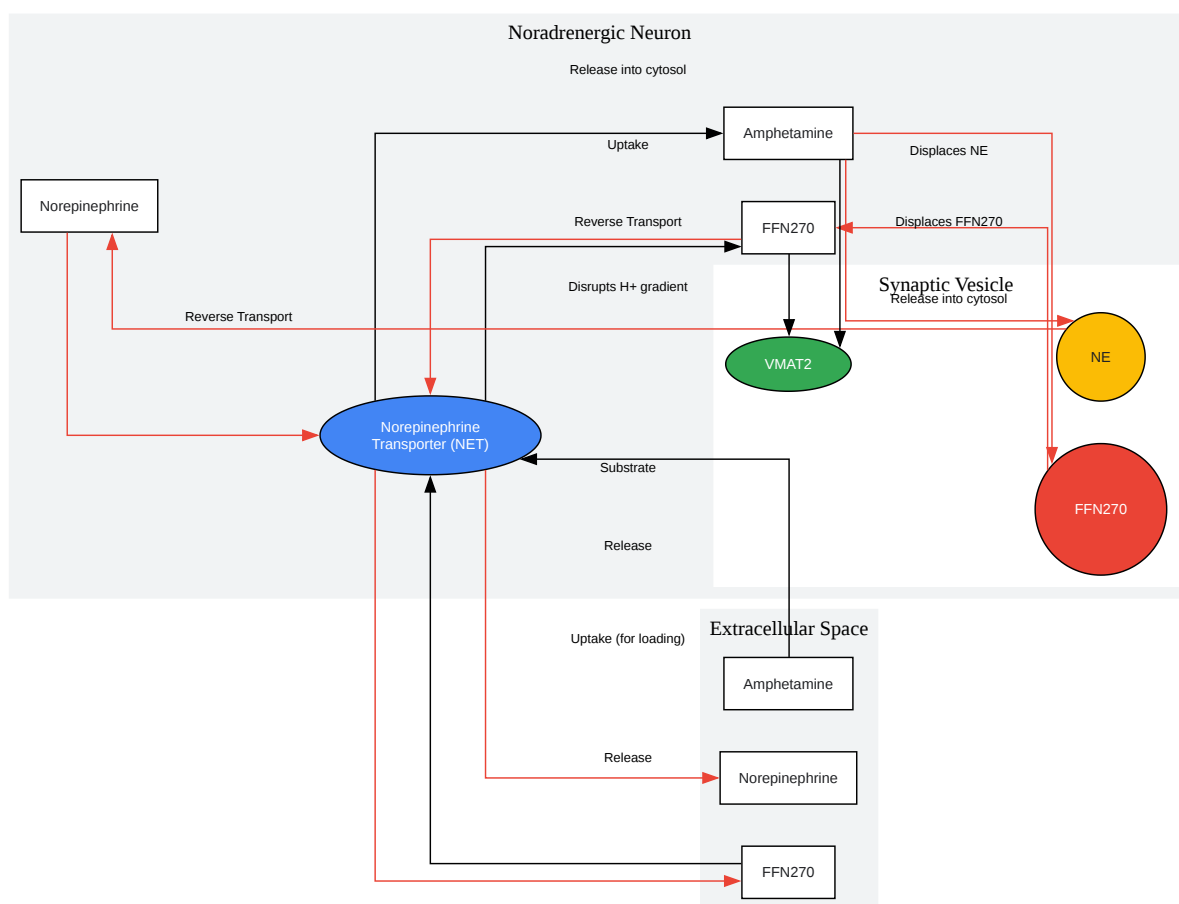 Noradrenergic Neuron
Release into cytosol
Amphetamine
Uptake
Displaces NE
Norepinephrine
Reverse Transport
FFN270
Displaces FFN270
Disrupts H+ gradient
Synaptic Vesicle
Release into cytosol
Reverse Transport
VMAT2
NE
Norepinephrine
Transporter (NET)
Substrate
FFN270
Release
Extracellular Space
Uptake (for loading)
Amphetamine
Release
Norepinephrine
FFN270